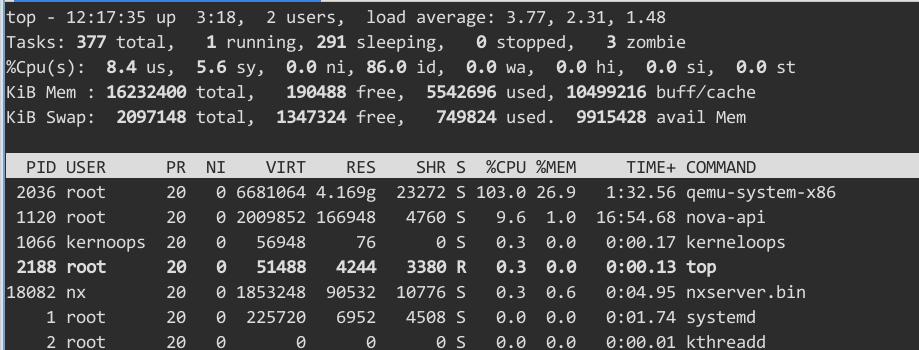 top - 12:17:35 up  3:18,  2 users,  load average: 3.77, 2.31, 1.48
Tasks: 377 total,   1 running, 291 sleeping,   0 stopped,   3 zombie
%Cpu(s):  8.4 us,  5.6 sy,  0.0 ni, 86.0 id,  0.0 wa,  0.0 hi,  0.0 si,  0.0 st
KiB Mem : 16232400 total,   190488 free,  5542696 used, 10499216 buff/cache
KiB Swap:  2097148 total,  1347324 free,   749824 used.  9915428 avail Mem
PID USER      PR  NI    VIRT    RES    SHR S  %CPU %MEM     TIME+ COMMAND
2036 root      20   0 6681064 4.169g  23272 S 103.0 26.9   1:32.56 qemu-system-x86
1120 root      20   0 2009852 166948   4760 S   9.6  1.0  16:54.68 nova-api
1066 kernoops  20   0   56948     76      0 S   0.3  0.0   0:00.17 kerneloops
2188 root      20   0   51488   4244   3380 R   0.3  0.0   0:00.13 top
18082 nx        20   0 1853248  90532  10776 S   0.3  0.6   0:04.95 nxserver.bin
1 root      20   0  225720   6952   4508 S   0.0  0.0   0:01.74 systemd
2 root      20   0       0      0      0 S   0.0  0.0   0:00.01 kthreadd